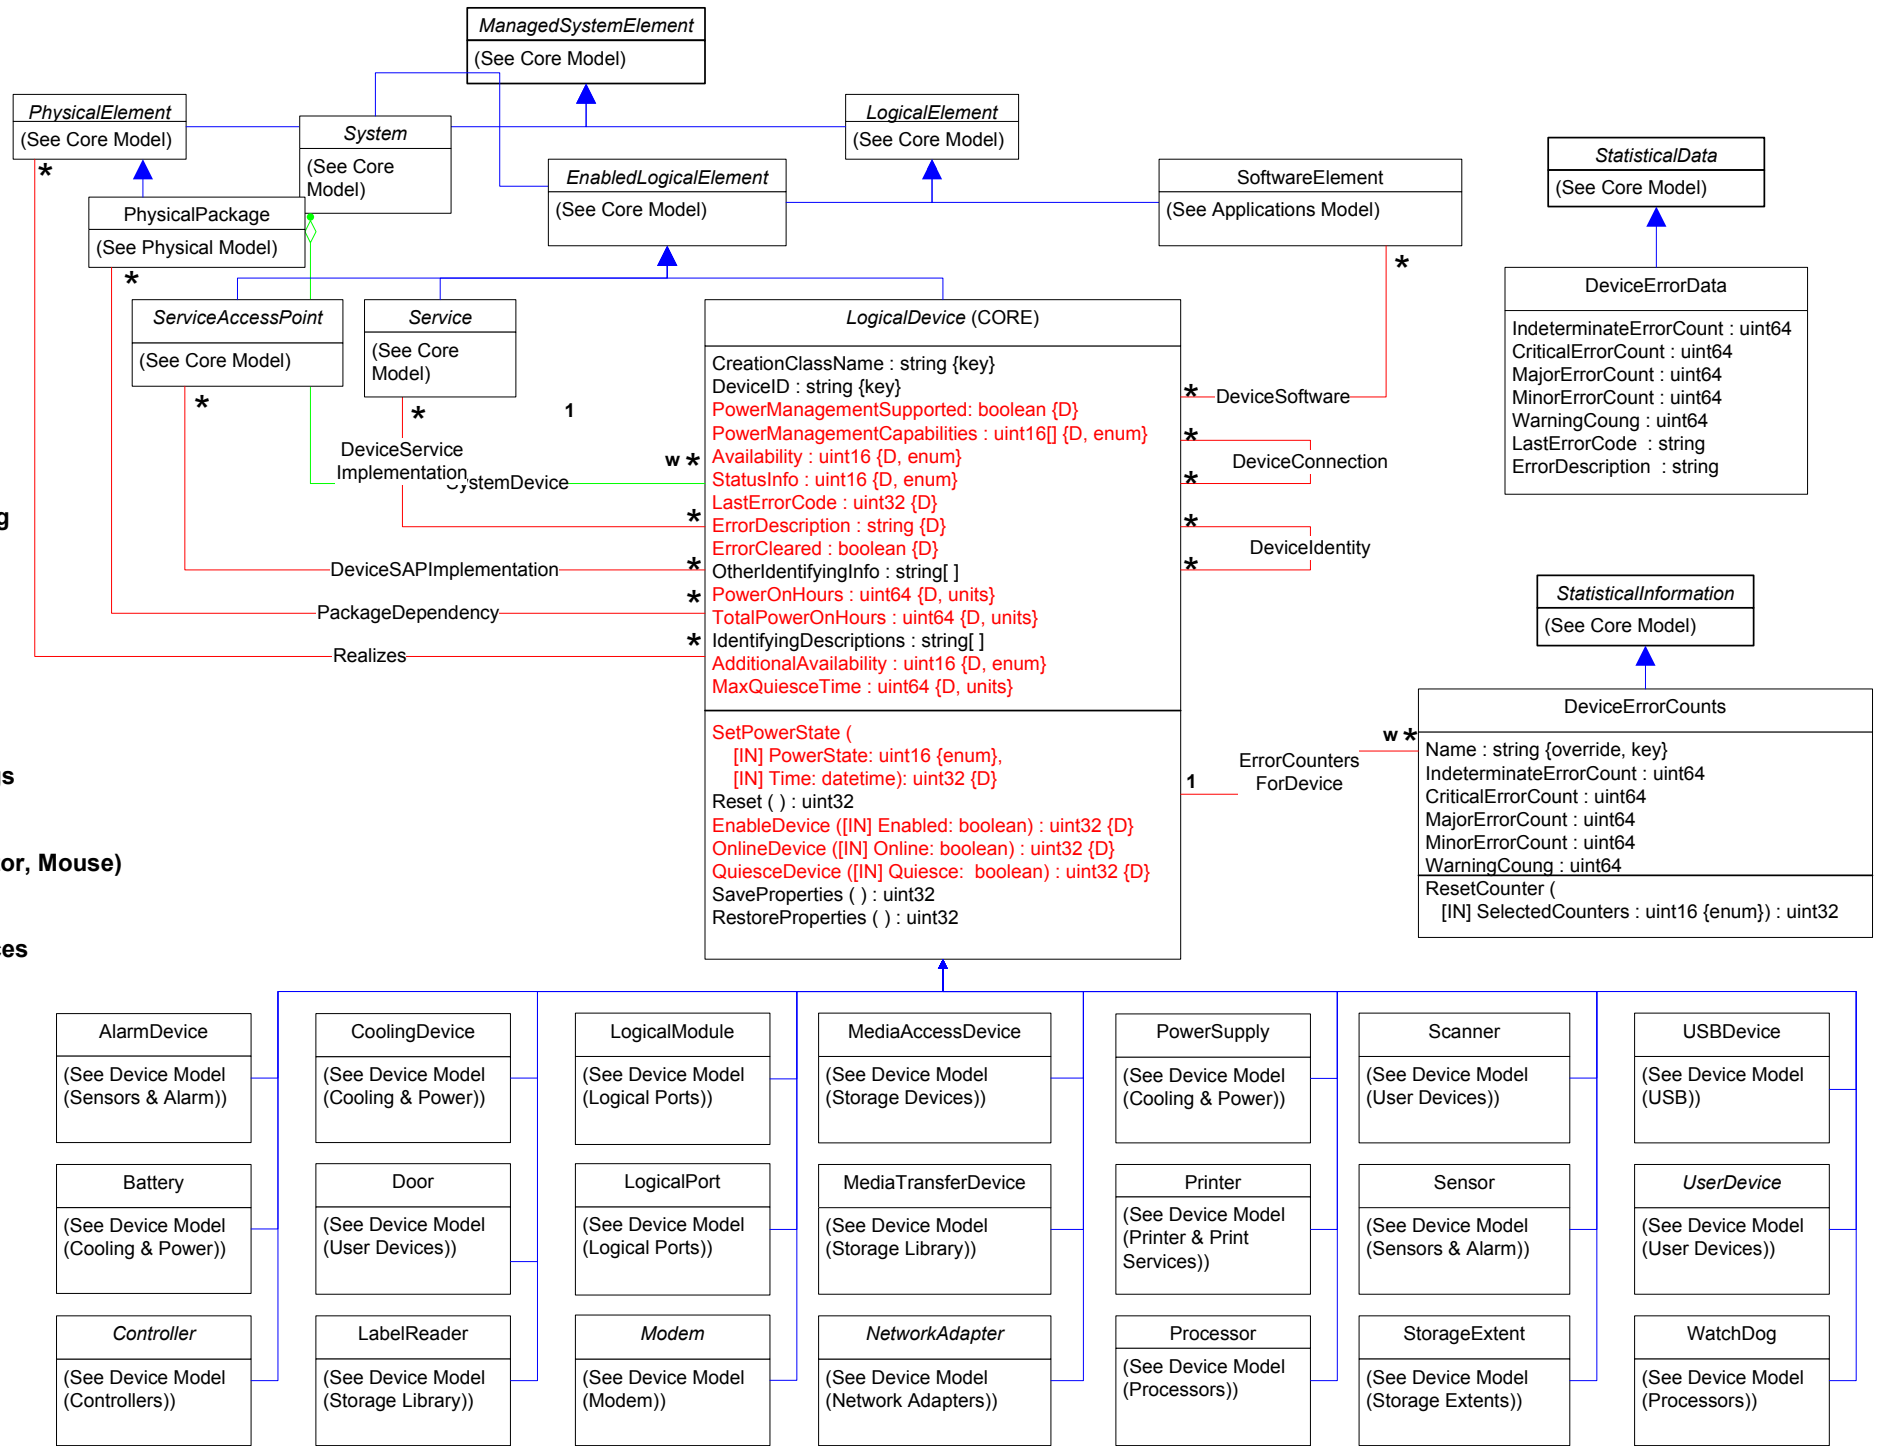 ManagedSystemElement
(See Core Model)
PhysicalElement
(See Core Model)
System
(See Core
Model)
LogicalElement
(See Core Model)
EnabledLogicalElement
(See Core Model)
SoftwareElement
(See Applications Model)
StatisticalData
(See Core Model)
PhysicalPackage
(See Physical Model)
*
*
*
ServiceAccessPoint
(See Core Model)
Service
(See Core
Model)
*
*
1
DeviceService
Implementation
SystemDevice
w *
*
DeviceSAPImplementation
*
PackageDependency
*
Realizes
*
LogicalDevice (CORE)
CreationClassName : string {key}
DeviceID : string {key}
PowerManagementSupported: boolean {D}
PowerManagementCapabilities : uint16[] {D, enum}
Availability : uint16 {D, enum}
StatusInfo : uint16 {D, enum}
LastErrorCode : uint32 {D}
ErrorDescription : string {D}
ErrorCleared : boolean {D}
OtherIdentifyingInfo : string[ ]
PowerOnHours : uint64 {D, units}
TotalPowerOnHours : uint64 {D, units}
IdentifyingDescriptions : string[ ]
AdditionalAvailability : uint16 {D, enum}
MaxQuiesceTime : uint64 {D, units}
SetPowerState (
[IN] PowerState: uint16 {enum},
[IN] Time: datetime): uint32 {D}
Reset ( ) : uint32
EnableDevice ([IN] Enabled: boolean) : uint32 {D}
OnlineDevice ([IN] Online: boolean) : uint32 {D}
QuiesceDevice ([IN] Quiesce: boolean) : uint32 {D}
SaveProperties ( ) : uint32
RestoreProperties ( ) : uint32
*
DeviceSoftware
*
DeviceConnection
*
*
DeviceIdentity
*
DeviceErrorData
IndeterminateErrorCount : uint64
CriticalErrorCount : uint64
MajorErrorCount : uint64
MinorErrorCount : uint64
WarningCoung : uint64
LastErrorCode : string
ErrorDescription : string
StatisticalInformation
(See Core Model)
1
ErrorCounters
ForDevice
w *
DeviceErrorCounts
Name : string {override, key}
IndeterminateErrorCount : uint64
CriticalErrorCount : uint64
MajorErrorCount : uint64
MinorErrorCount : uint64
WarningCoung : uint64
ResetCounter (
[IN] SelectedCounters : uint16 {enum}) : uint32
g
gs
or, Mouse)
ces
AlarmDevice
(See Device Model
(Sensors & Alarm))
CoolingDevice
(See Device Model
(Cooling & Power))
LogicalModule
(See Device Model
(Logical Ports))
MediaAccessDevice
(See Device Model
(Storage Devices))
PowerSupply
(See Device Model
(Cooling & Power))
Scanner
(See Device Model
(User Devices))
USBDevice
(See Device Model
(USB))
Battery
(See Device Model
(Cooling & Power))
Door
(See Device Model
(User Devices))
LogicalPort
(See Device Model
(Logical Ports))
MediaTransferDevice
(See Device Model
(Storage Library))
Printer
(See Device Model
(Printer & Print
Services))
Sensor
(See Device Model
(Sensors & Alarm))
UserDevice
(See Device Model
(User Devices))
Controller
(See Device Model
(Controllers))
LabelReader
(See Device Model
(Storage Library))
Modem
(See Device Model
(Modem))
NetworkAdapter
(See Device Model
(Network Adapters))
Processor
(See Device Model
(Processors))
StorageExtent
(See Device Model
(Storage Extents))
WatchDog
(See Device Model
(Processors))